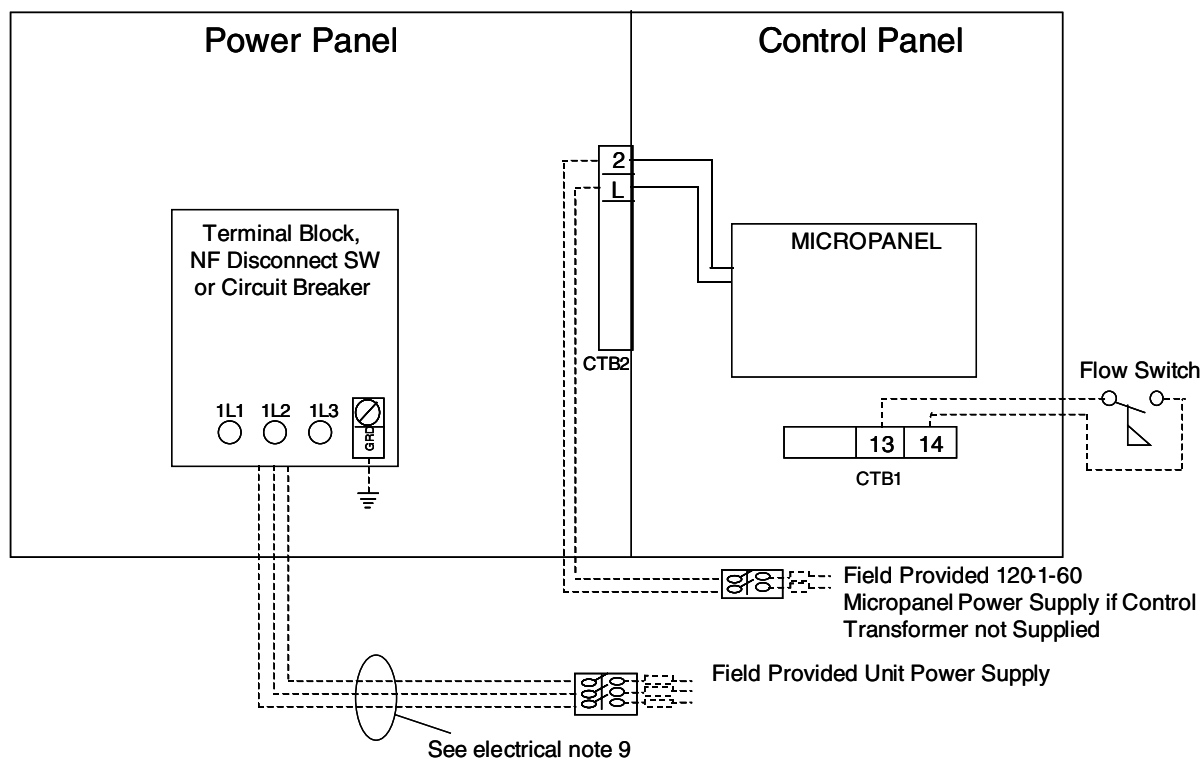 Power Panel
Control Panel
2
L
Terminal Block,
NF Disconnect SW
or Circuit Breaker
MICROPANEL
CTB2
Flow Switch
1L1
1L2
1L3
GRD
13
14
CTB1
Field Provided 120-1-60
Micropanel Power Supply if Control
Transformer not Supplied
Field Provided Unit Power Supply
See electrical note 9